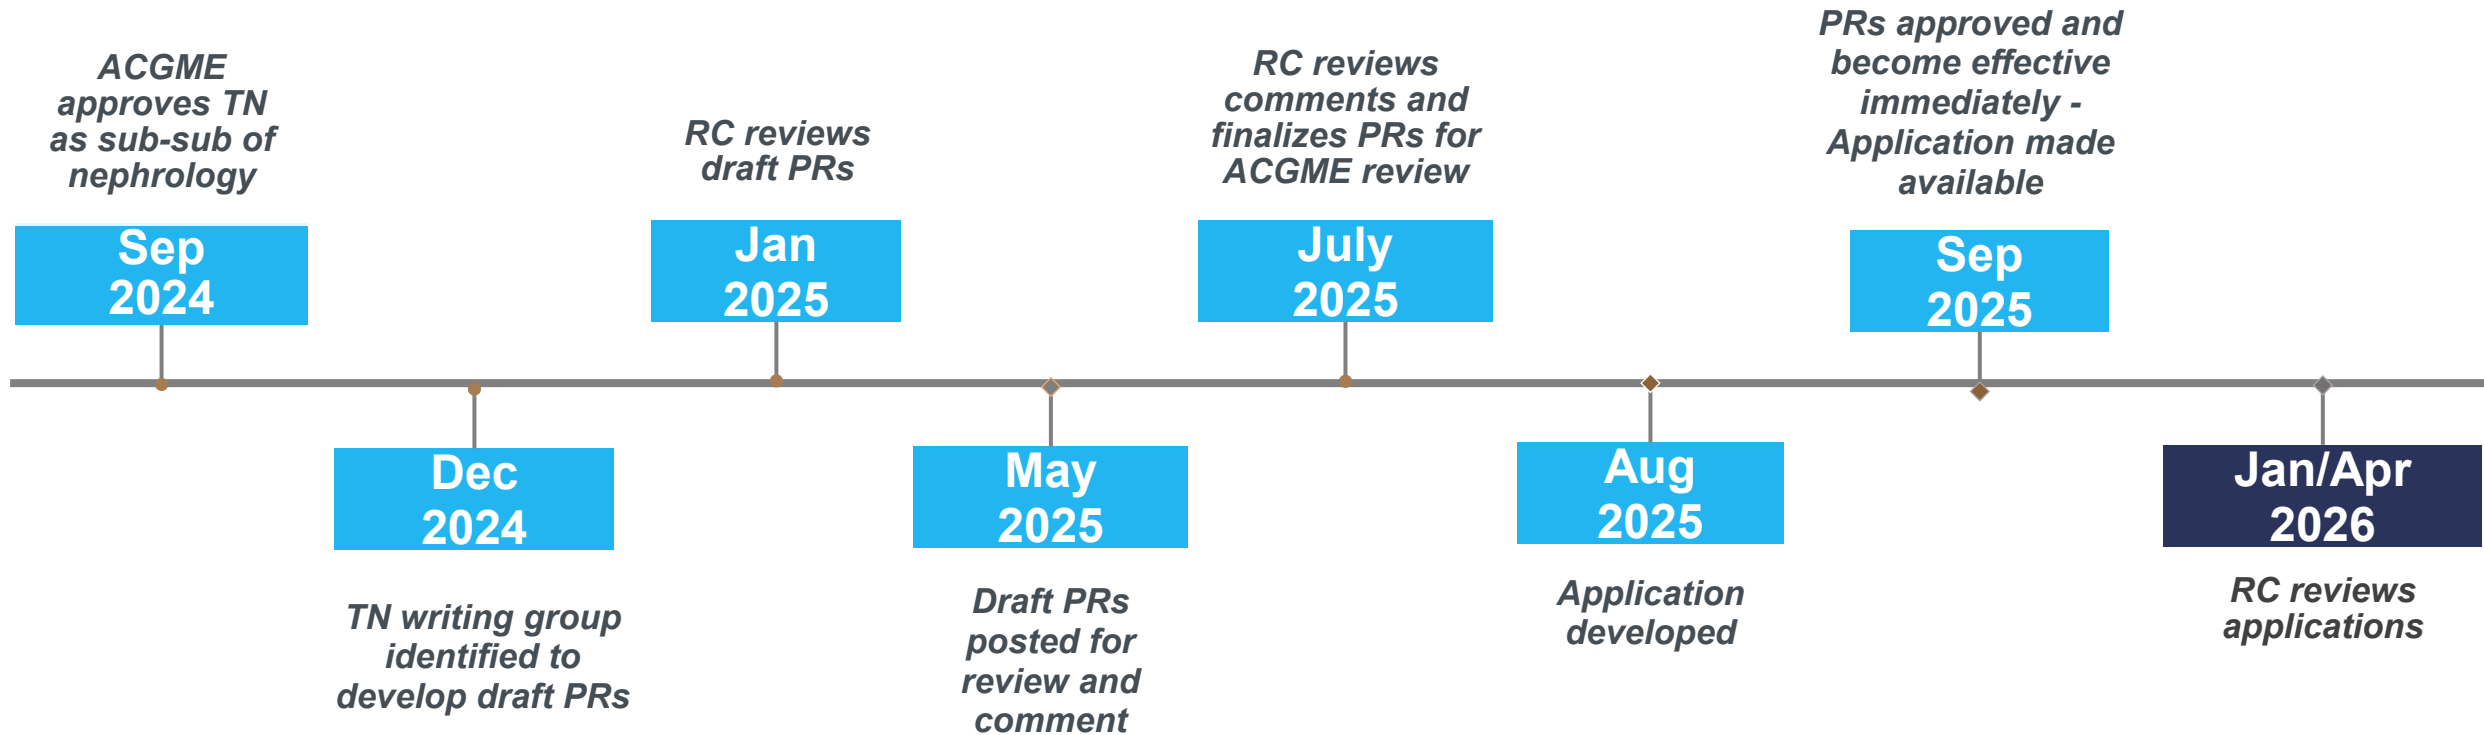 ACGME
approves TN
as sub-sub of
nephrology
Sep
2024
Dec
2024
TN writing group
identified to
develop draft PRs
RC reviews
draft PRs
Jan
2025
May
2025
Draft PRs
posted for
review and
comment
RC reviews
comments and
finalizes PRs for
ACGME review
July
2025
Aug
2025
Application
developed
PRs approved and
become effective
immediately -
Application made
available
Sep
2025
Jan/Apr
2026
RC reviews
applications